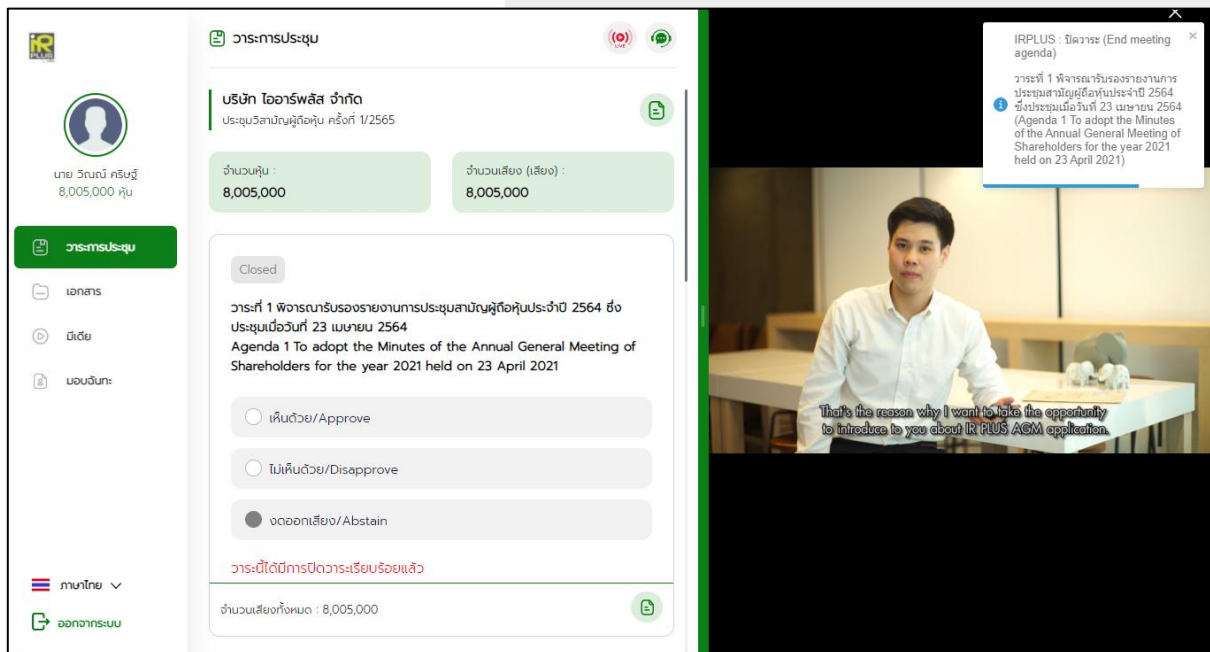 iR
PLUS
นาย วิณณ์ ศรีษฐ์
8,005,000 หุ้น
วาระการประชุม
เอกสาร
มีเดีย
มอบฉันทะ
ภาษาไทย
ออกจากระบบ
วาระการประชุม
LIVE
บริษัท ไออาร์พลัส จำกัด
ประชุมวิสามัญผู้ถือหุ้น ครั้งที่ 1/2565
จำนวนหุ้น :
8,005,000
จำนวนเสียง (เสียง) :
8,005,000
Closed
วาระที่ 1 พิจารณารับรองรายงานการประชุมสามัญผู้ถือหุ้นประจำปี 2564 ซึ่ง
ประชุมเมื่อวันที่ 23 เมษายน 2564
Agenda 1 To adopt the Minutes of the Annual General Meeting of
Shareholders for the year 2021 held on 23 April 2021
เห็นด้วย/Approve
ไม่เห็นด้วย/Disapprove
งดออกเสียง/Abstain
วาระนี้ได้มีการปิดวาระเรียบร้อยแล้ว
จำนวนเสียงทั้งหมด : 8,005,000
IRPLUS : ปิดวาระ (End meeting
agenda)
วาระที่ 1 พิจารณารับรองรายงานการ
ประชุมสามัญผู้ถือหุ้นประจำปี 2564
ซึ่งประชุมเมื่อวันที่ 23 เมษายน 2564
(Agenda 1 To adopt the Minutes
of the Annual General Meeting of
Shareholders for the year 2021
held on 23 April 2021)
That's the reason why I want to take the opportunity
to introduce to you about IR PLUS AGM application.